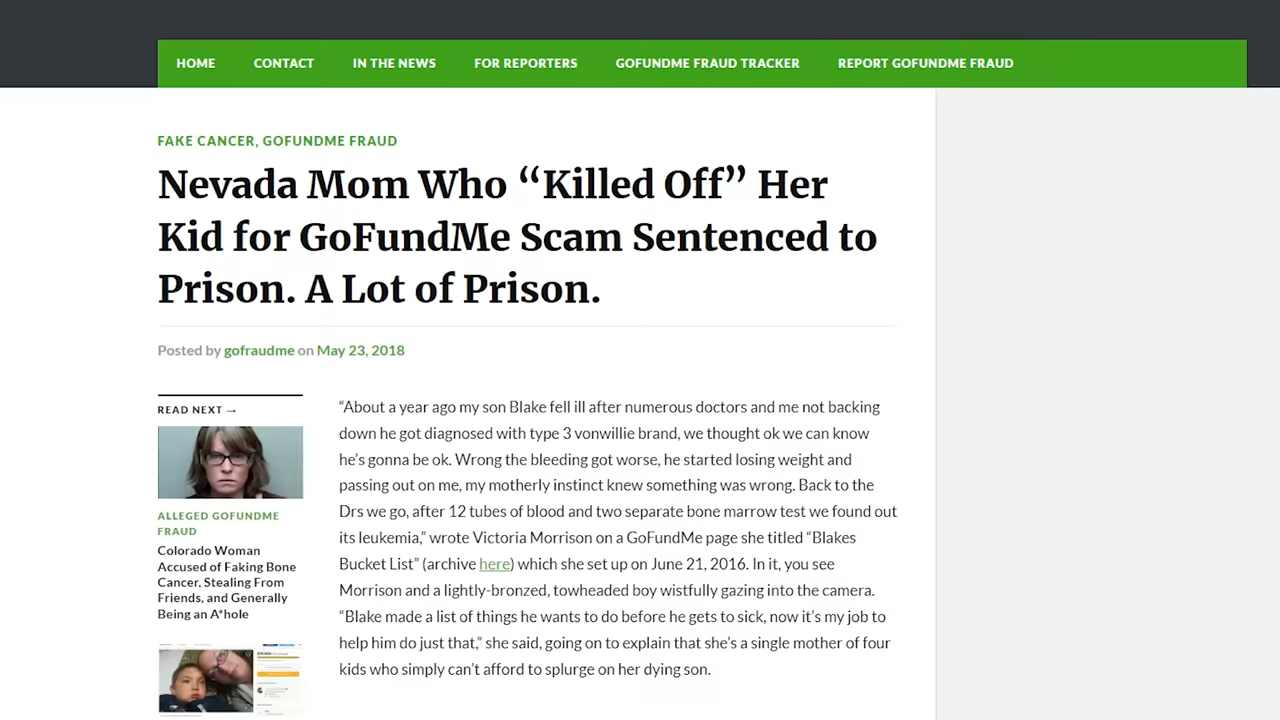 HOME CONTACT IN THE NEWS FOR REPORTERS GOFUNDME FRAUD TRACKER REPORT GOFUNDME FRAUD
FAKE CANCER, GOFUNDME FRAUD
Nevada Mom Who “Killed Off” Her
Kid for GoFundMe Scam Sentenced to
Prison. A Lot of Prison.
Posted by gofraudme on May 23, 2018
READ NEXT →
ALLEGED GOFUNDME
FRAUD
Colorado Woman
Accused of Faking Bone
Cancer, Stealing From
Friends, and Generally
Being an A*hole
“About a year ago my son Blake fell ill after numerous doctors and me not backing
down he got diagnosed with type 3 vonwillie brand, we thought ok we can know
he’s gonna be ok. Wrong the bleeding got worse, he started losing weight and
passing out on me, my motherly instinct knew something was wrong. Back to the
Drs we go, after 12 tubes of blood and two separate bone marrow test we found out
its leukemia,” wrote Victoria Morrison on a GoFundMe page she titled “Blakes
Bucket List” (archive here) which she set up on June 21, 2016. In it, you see
Morrison and a lightly-bronzed, towheaded boy wistfully gazing into the camera.
“Blake made a list of things he wants to do before he gets to sick, now it’s my job to
help him do just that,” she said, going on to explain that she’s a single mother of four
kids who simply can’t afford to splurge on her dying son.